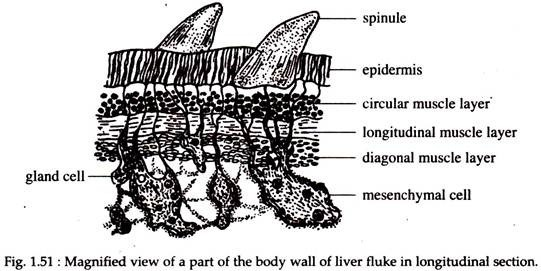 spinule
epidermis
circular muscle layer
longitudinal muscle layer
diagonal muscle layer
gland cell
mesenchymal cell
Fig. 1.51 : Magnified view of a part of the body wall of liver fluke in longitudinal section.